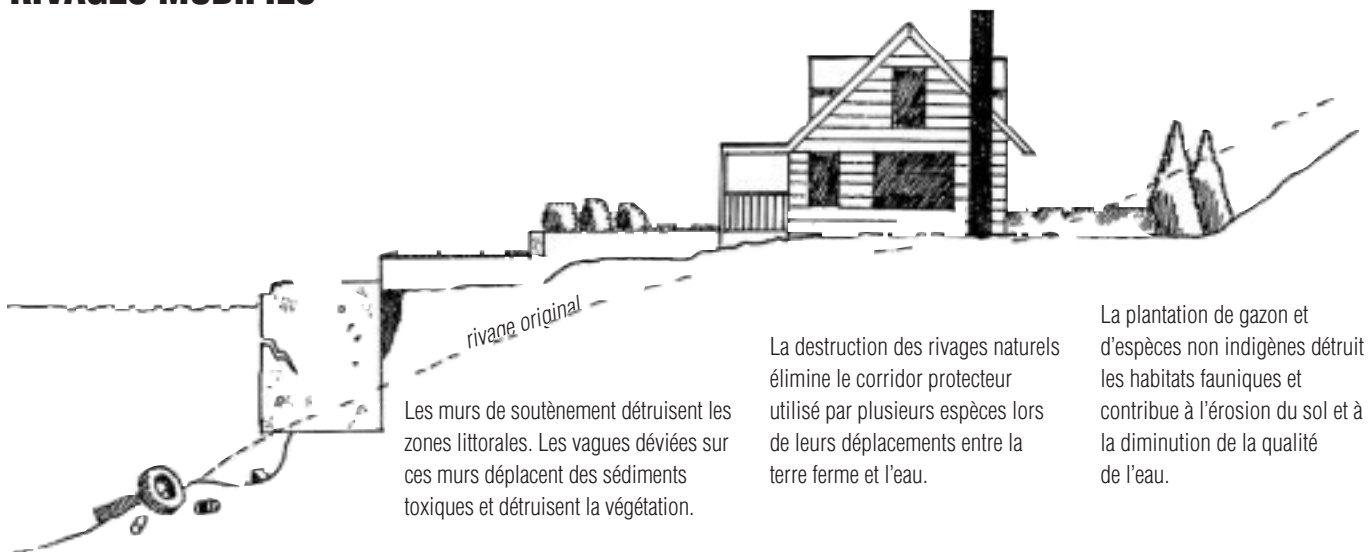 RIVAGES MODIFIÉS
rivage original
Les murs de soutènement détruisent les
zones littorales. Les vagues déviées sur
ces murs déplacent des sédiments
toxiques et détruisent la végétation.
La destruction des rivages naturels
élimine le corridor protecteur
utilisé par plusieurs espèces lors
de leurs déplacements entre la
terre ferme et l'eau.
La plantation de gazon et
d'espèces non indigènes détruit
les habitats fauniques et
contribue à l'érosion du sol et à
la diminution de la qualité
de l'eau.